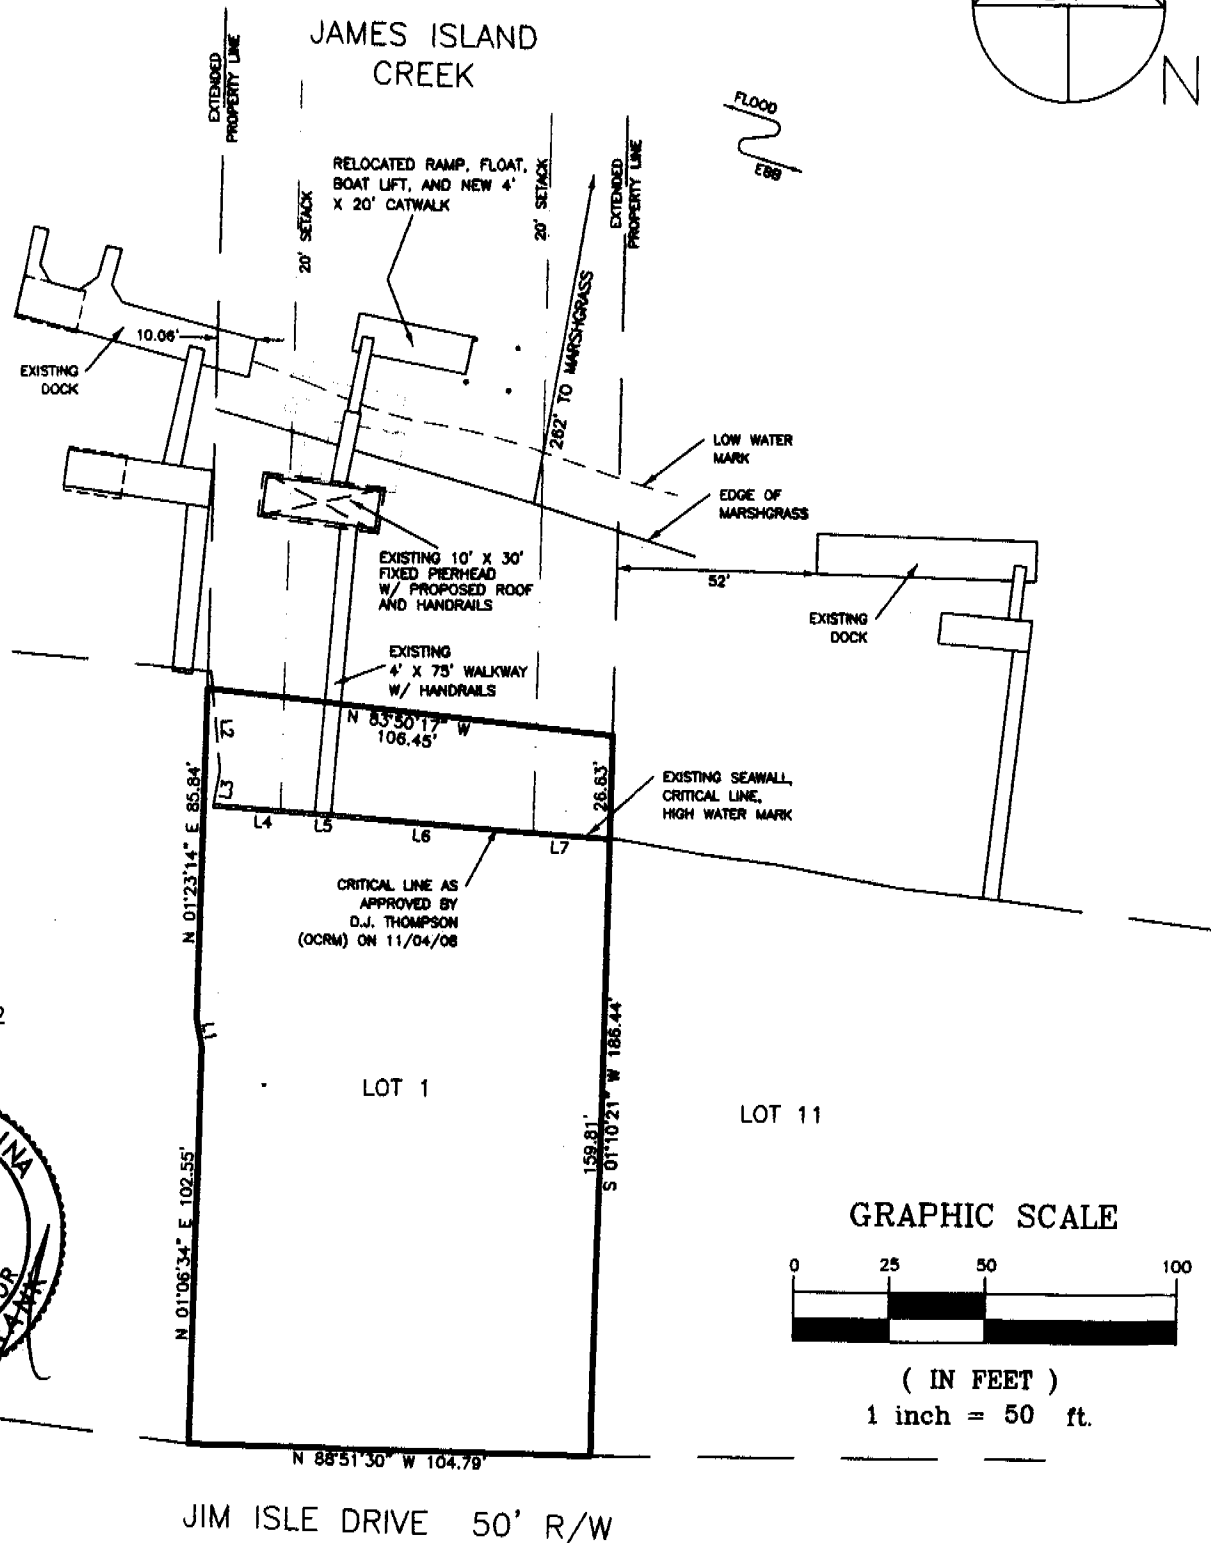 JAMES ISLAND
CREEK
N
EXTENDED
PROPERTY LINE
20' SETACK
RELOCATED RAMP, FLOAT,
BOAT LIFT, AND NEW 4'
X 20' CATWALK
20' SETACK
EXTENDED
PROPERTY LINE
FLOOD
EBB
262' TO MARSHGRASS
10.06'
EXISTING
DOCK
LOW WATER
MARK
EDGE OF
MARSHGRASS
EXISTING 10' X 30'
FIXED PIERHEAD
W/ PROPOSED ROOF
AND HANDRAILS
52'
EXISTING
DOCK
EXISTING
4' X 75' WALKWAY
W/ HANDRAILS
N 83°50'17" W
106.45'
L2
L3
26.63'
EXISTING SEAWALL,
CRITICAL LINE,
HIGH WATER MARK
L4
L5
L6
L7
N 01°23'14" E 85.84'
CRITICAL LINE AS
APPROVED BY
D.J. THOMPSON
(OCRM) ON 11/04/08
L1
LOT 1
LOT 11
159.81'
S 01°10'21" W 186.44'
N 01°06'34" E 102.55'
INA
OR
LANK
GRAPHIC SCALE
0 25 50 100
( IN FEET )
1 inch = 50 ft.
N 88°51'30" W 104.79'
JIM ISLE DRIVE 50' R/W